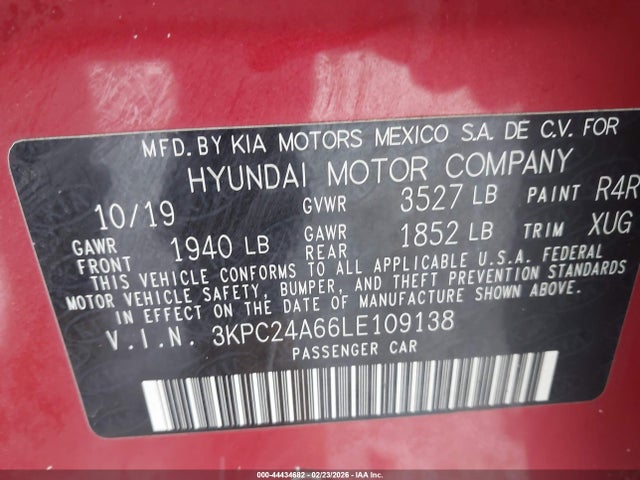 MFD. BY KIA MOTORS MEXICO S.A. DE C.V. FOR
HYUNDAI MOTOR COMPANY
10/19 GVWR 3527 LB PAINT R4R
GAWR FRONT 1940 LB GAWR REAR 1852 LB TRIM XUG
THIS VEHICLE CONFORMS TO ALL APPLICABLE U.S.A. FEDERAL
MOTOR VEHICLE SAFETY, BUMPER, AND THEFT PREVENTION STANDARDS
IN EFFECT ON THE DATE OF MANUFACTURE SHOWN ABOVE.
V.I.N. 3KPC24A66LE109138
PASSENGER CAR
000-44434682 - 02/23/2026 - IAA Inc.